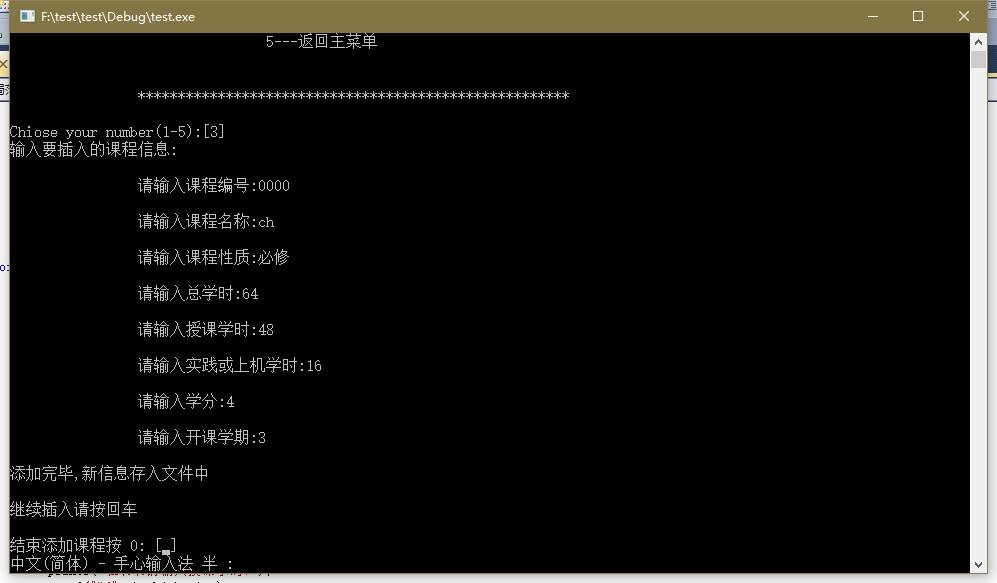 F:\test\test\Debug\test.exe
5---返回主菜单
******************************************************
Chiose your number(1-5):[3]
输入要插入的课程信息:
请输入课程编号:0000
请输入课程名称:ch
请输入课程性质:必修
请输入总学时:64
请输入授课学时:48
请输入实践或上机学时:16
请输入学分:4
请输入开课学期:3
添加完毕,新信息存入文件中
继续插入请按回车
结束添加课程按 0: [_]
中文(简体) - 手心输入法 半 :